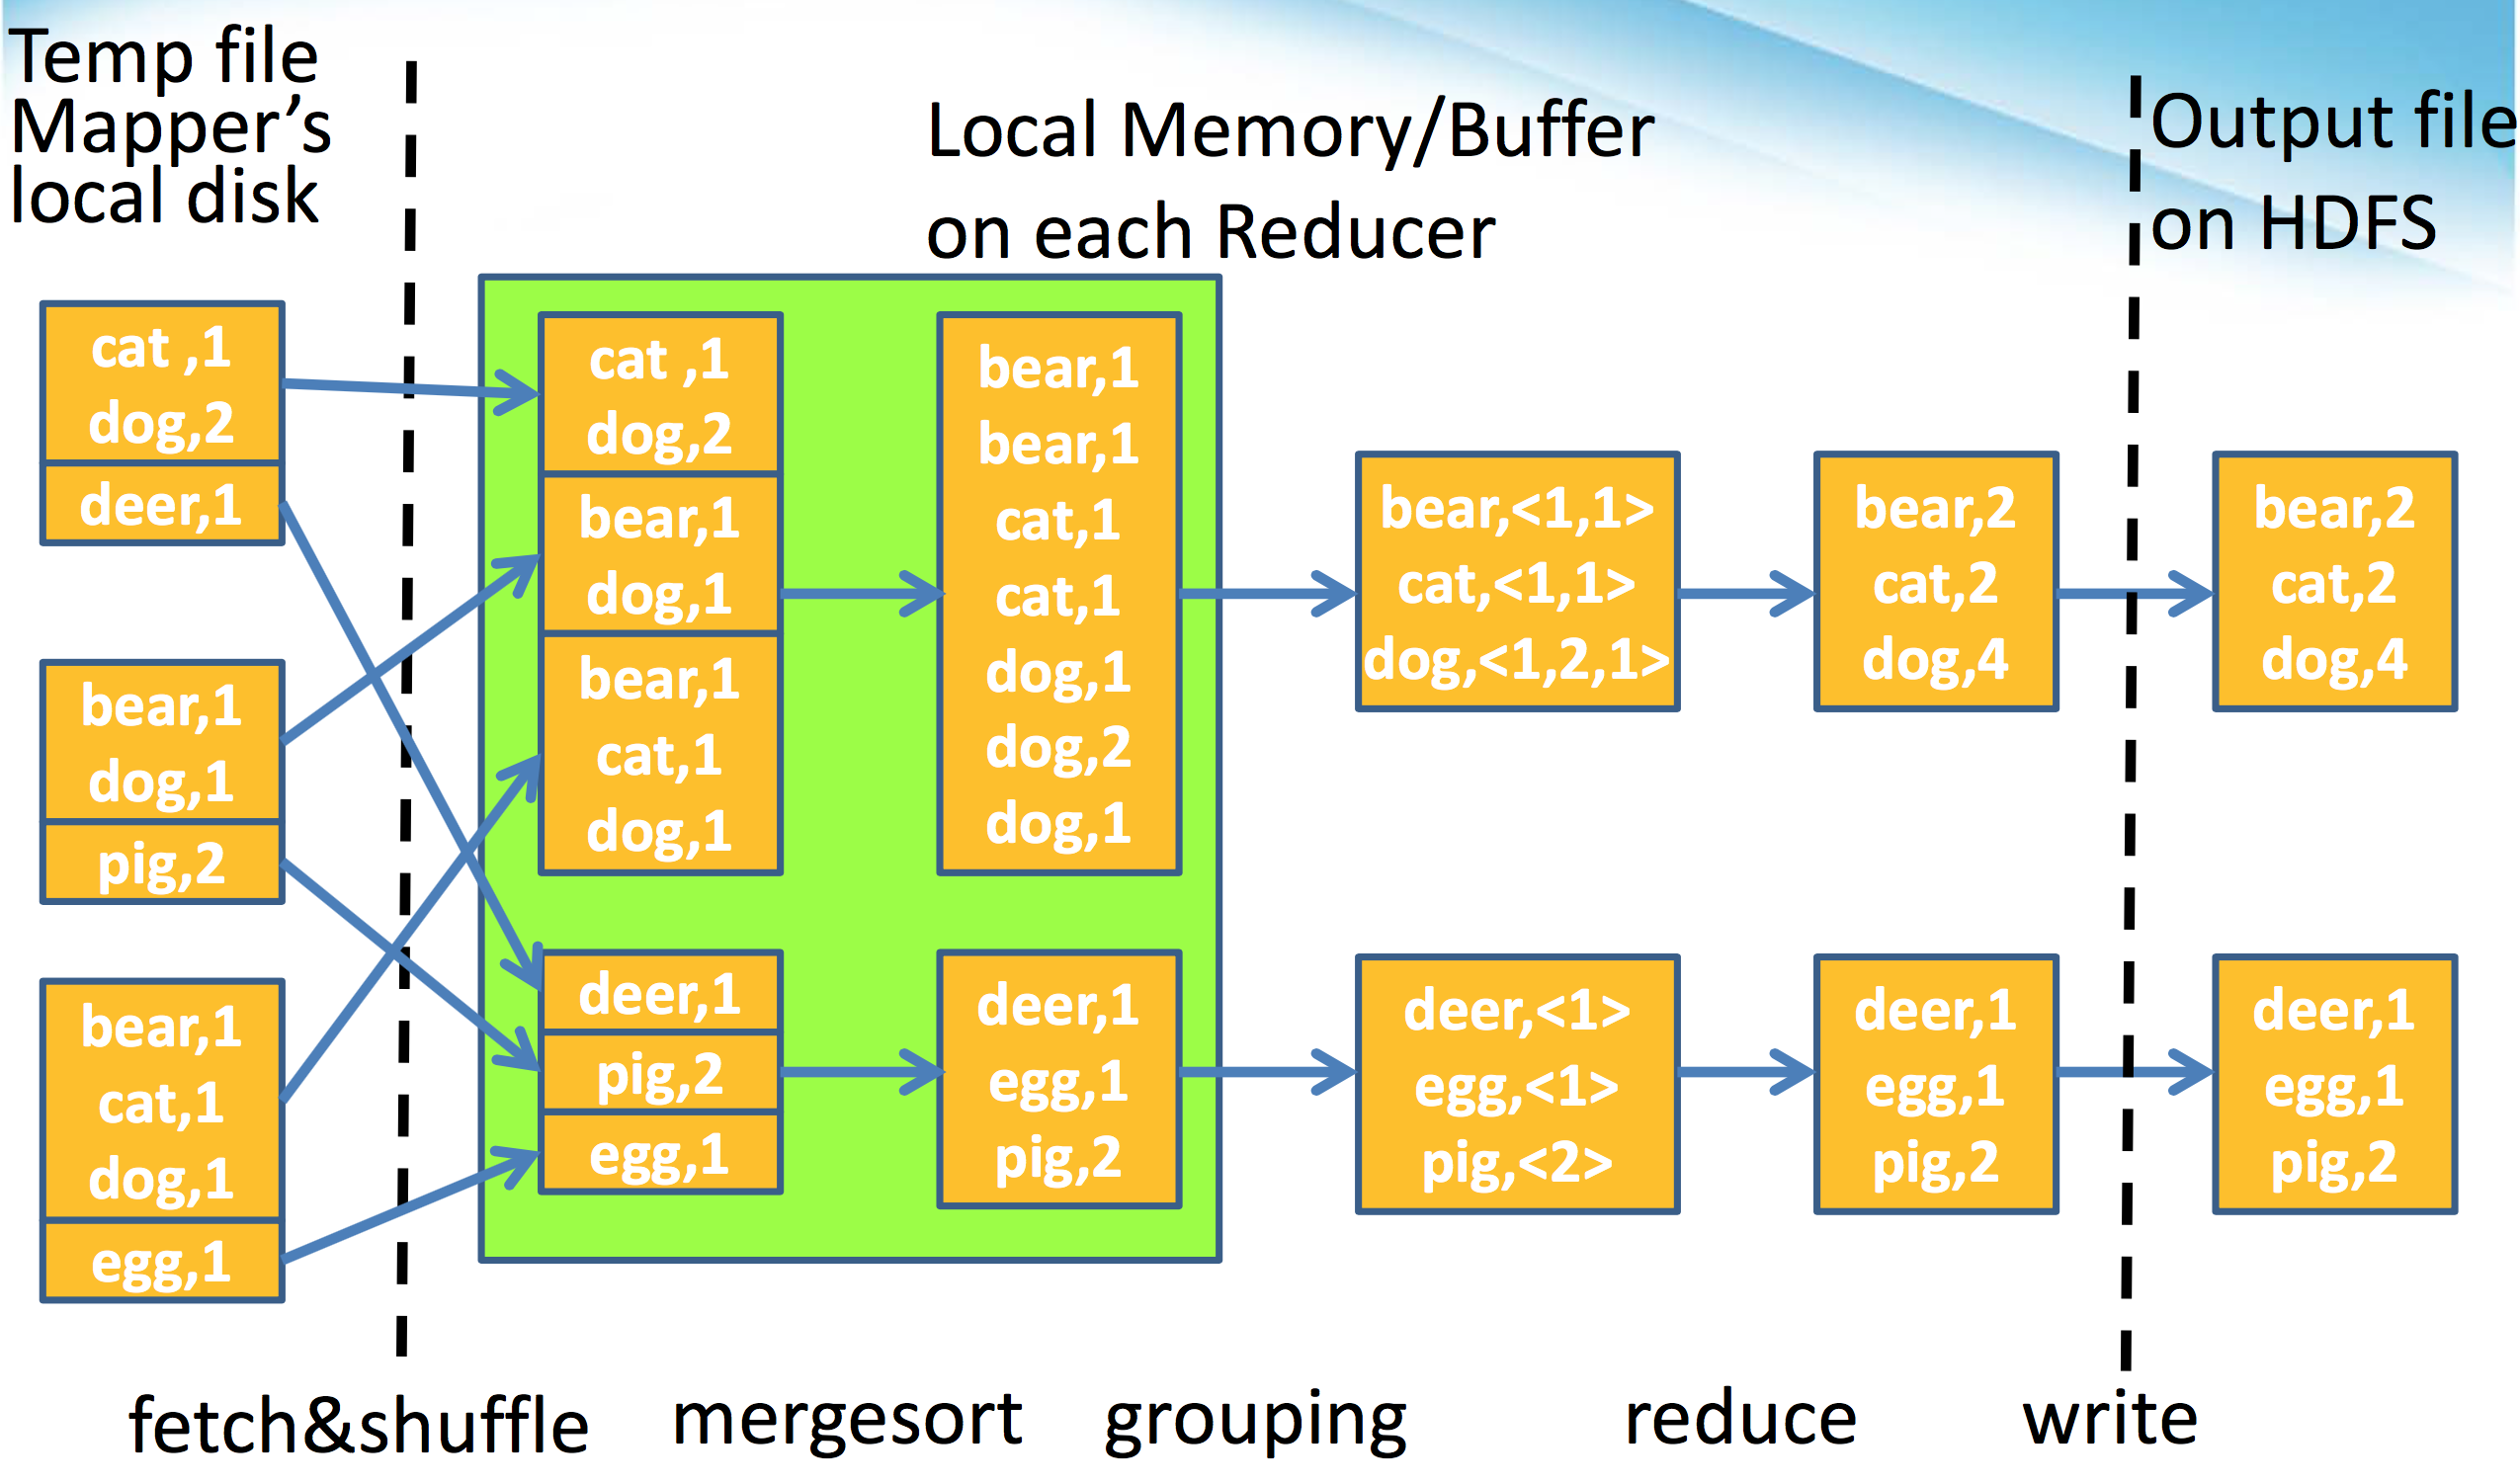 Temp file
Mapper’s
local disk
Local Memory/Buffer
on each Reducer
Output file
on HDFS
cat ,1
dog,2
deer,1
bear,1
dog,1
pig,2
bear,1
cat,1
dog,1
egg,1
cat ,1
dog,2
bear,1
dog,1
bear,1
cat,1
dog,1
deer,1
pig,2
egg,1
bear,1
bear,1
cat,1
cat,1
dog,1
dog,2
dog,1
deer,1
egg,1
pig,2
bear,<1,1>
cat,<1,1>
dog,<1,2,1>
deer,<1>
egg,<1>
pig,<2>
bear,2
cat,2
dog,4
deer,1
egg,1
pig,2
bear,2
cat,2
dog,4
deer,1
egg,1
pig,2
fetch&shuffle
mergesort
grouping
reduce
write